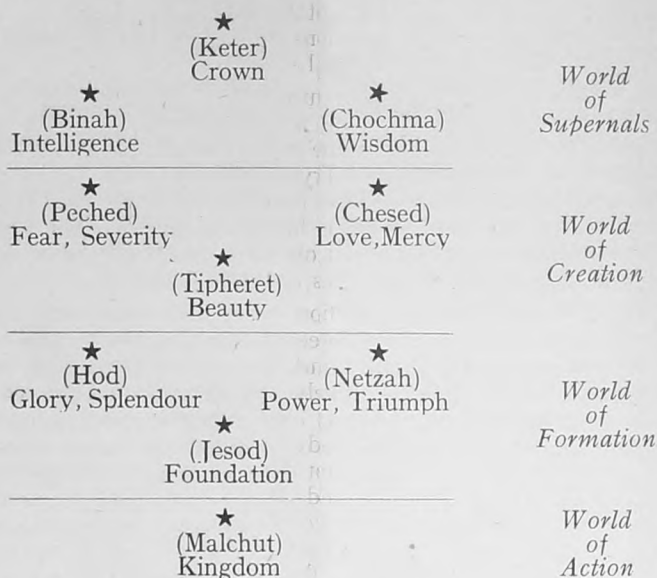 ★
(Keter)
Crown
★ ★
(Binah) (Chochma)
Intelligence Wisdom
World
of
Supernals
★ ★
(Peched) (Chesed)
Fear, Severity Love,Mercy
★
(Tipheret)
Beauty
World
of
Creation
★ ★
(Hod) (Netzah)
Glory, Splendour Power, Triumph
★
(Jesod)
Foundation
World
of
Formation
★
(Malchut)
Kingdom
World
of
Action